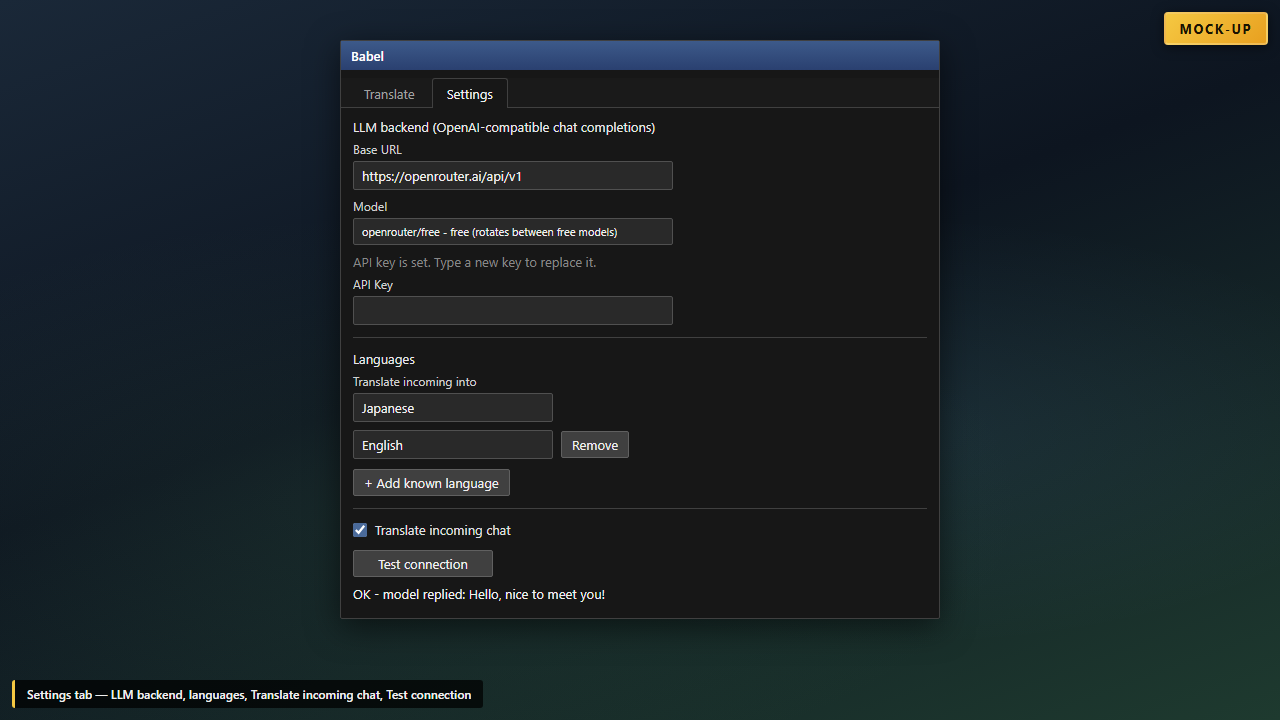 MOCK-UP
Babel
Translate
Settings
LLM backend (OpenAI-compatible chat completions)
Base URL
https://openrouter.ai/api/v1
Model
openrouter/free - free (rotates between free models)
API key is set. Type a new key to replace it.
API Key
Languages
Translate incoming into
Japanese
English
Remove
+ Add known language
Translate incoming chat
Test connection
OK - model replied: Hello, nice to meet you!
Settings tab — LLM backend, languages, Translate incoming chat, Test connection